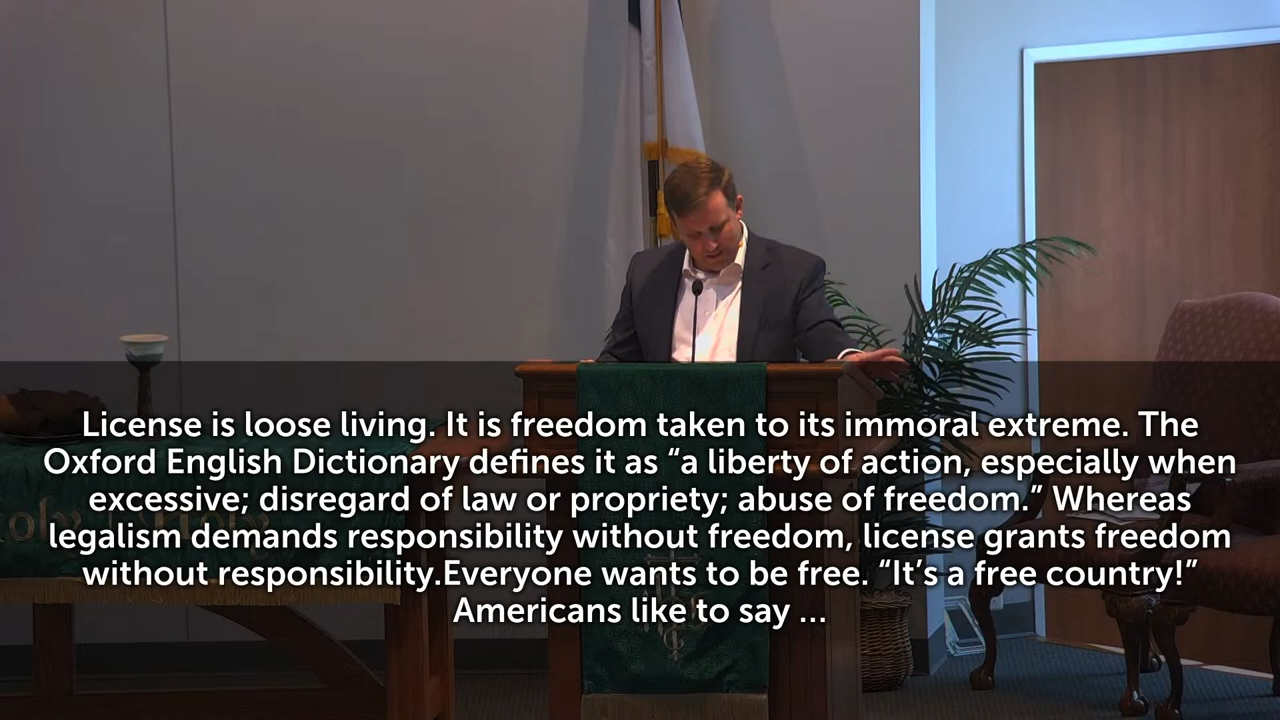 License is loose living. It is freedom taken to its immoral extreme. The
Oxford English Dictionary defines it as “a liberty of action, especially when
excessive; disregard of law or propriety; abuse of freedom.” Whereas
legalism demands responsibility without freedom, license grants freedom
without responsibility.Everyone wants to be free. “It’s a free country!”
Americans like to say ...
oly, Holy